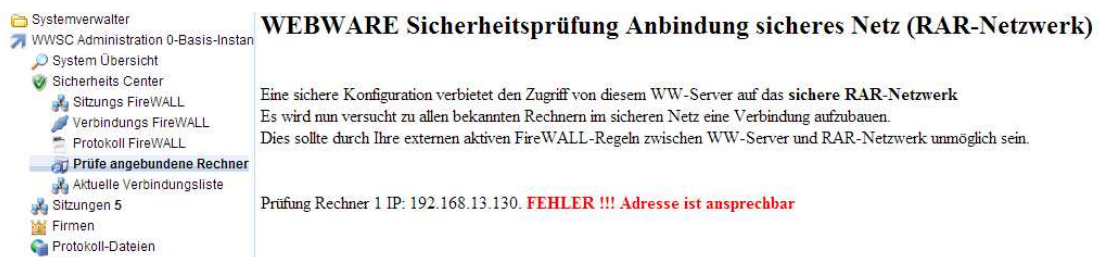 Systemverwalter
WWSC Administration 0-Basis-Instan
System Übersicht
Sicherheits Center
Sitzungs FireWALL
Verbindungs FireWALL
Protokoll FireWALL
Prüfe angebundene Rechner
Aktuelle Verbindungsliste
Sitzungen 5
Firmen
Protokoll-Dateien
WEBWARE Sicherheitsprüfung Anbindung sicheres Netz (RAR-Netzwerk)
Eine sichere Konfiguration verbietet den Zugriff von diesem WW-Server auf das sichere RAR-Netzwerk
Es wird nun versucht zu allen bekannten Rechnern im sicheren Netz eine Verbindung aufzubauen.
Dies sollte durch Ihre externen aktiven FireWALL-Regeln zwischen WW-Server und RAR-Netzwerk unmöglich sein.
Prüfung Rechner 1 IP: 192.168.13.130. FEHLER !!! Adresse ist ansprechbar